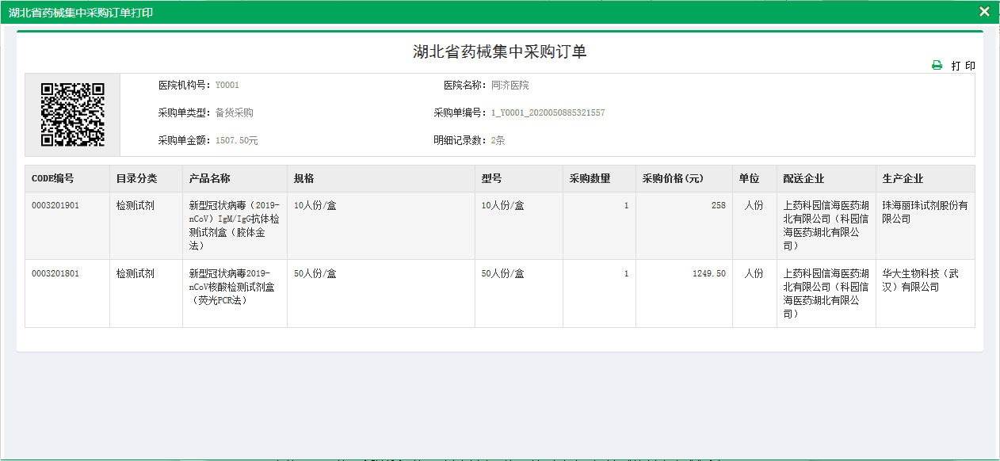 湖北省药械集中采购订单打印
湖北省药械集中采购订单
打 印
医院机构号： Y0001 医院名称： 同济医院
采购单类型： 备货采购 采购单编号： 1_Y0001_2020050885321557
采购单金额： 1507.50元 明细记录数： 2条
CODE编号 目录分类 产品名称 规格 型号 采购数量 采购价格(元) 单位 配送企业 生产企业
0003201901 检测试剂 新型冠状病毒（2019- 10人份/盒 10人份/盒 1 258 人份 上药科园信海医药湖 珠海丽珠试剂股份有
nCoV）IgM/IgG抗体检 北有限公司（科园信 限公司
测试剂盒（胶体金 海医药湖北有限公
法） 司）
0003201801 检测试剂 新型冠状病毒2019- 50人份/盒 50人份/盒 1 1249.50 人份 上药科园信海医药湖 华大生物科技（武
nCoV核酸检测试剂盒 北有限公司（科园信 汉）有限公司
（荧光PCR法） 海医药湖北有限公
司）